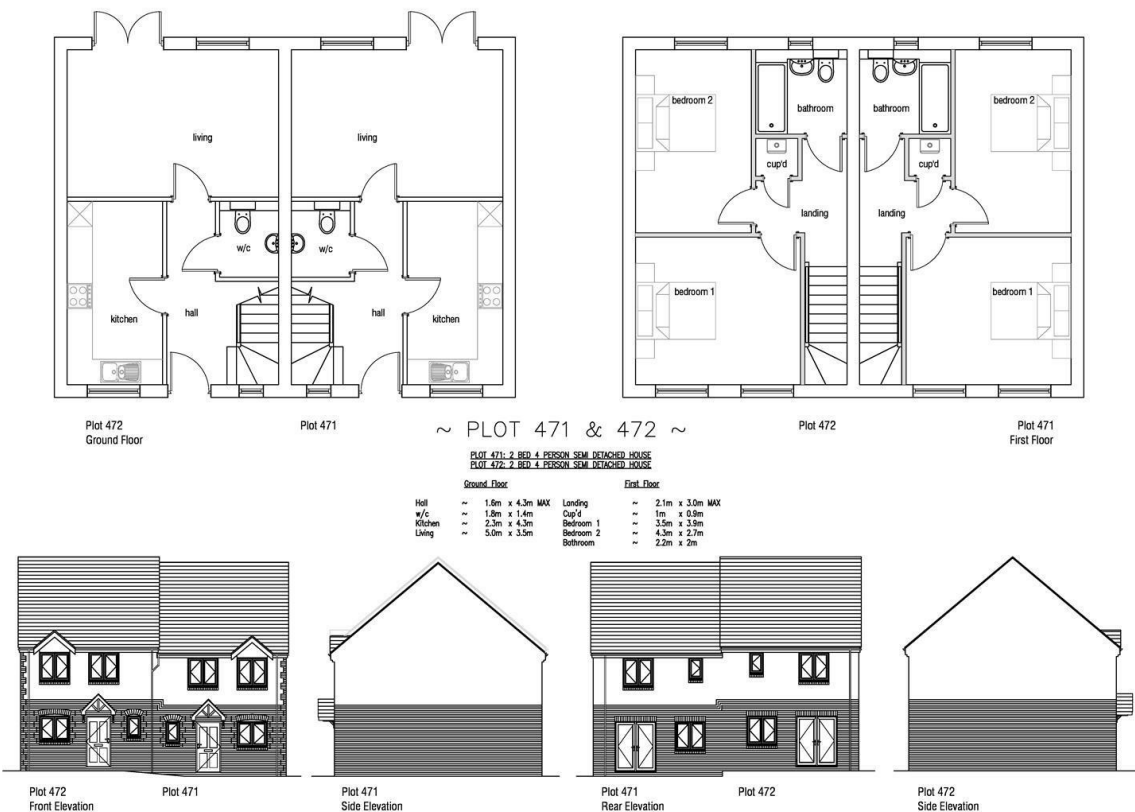 living
living
w/c
w/c
hall
hall
kitchen
kitchen
bedroom 2
bathroom
bathroom
bedroom 2
cup'd
cup'd
landing
landing
bedroom 1
bedroom 1
Plot 472
Ground Floor
Plot 471
Plot 472
Plot 471
First Floor
~ PLOT 471 & 472 ~
PLOT 471: 2 BED 4 PERSON SEMI DETACHED HOUSE
PLOT 472: 2 BED 4 PERSON SEMI DETACHED HOUSE
Ground Floor
Hall ~ 1.6m x 4.3m MAX
w/c ~ 1.8m x 1.4m
Kitchen ~ 2.3m x 4.3m
Living ~ 5.0m x 3.5m
First Floor
Landing ~ 2.1m x 3.0m MAX
Cup'd ~ 1m x 0.9m
Bedroom 1 ~ 3.5m x 3.9m
Bedroom 2 ~ 4.3m x 2.7m
Bathroom ~ 2.2m x 2m
Plot 472
Front Elevation
Plot 471
Plot 471
Side Elevation
Plot 471
Rear Elevation
Plot 472
Plot 472
Side Elevation